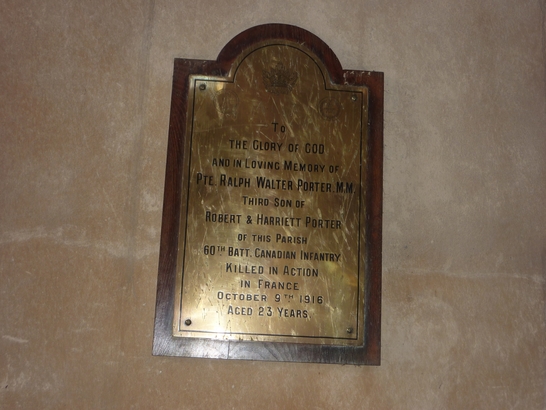 To
THE GLORY OF GOD
AND IN LOVING MEMORY OF
PTE. RALPH WALTER PORTER. M.M
THIRD SON OF
ROBERT & HARRIETT PORTER
OF THIS PARISH
60TH BATT. CANADIAN INFANTRY
KILLED IN ACTION
IN FRANCE
OCTOBER 9TH 1916
AGED 23 YEARS.